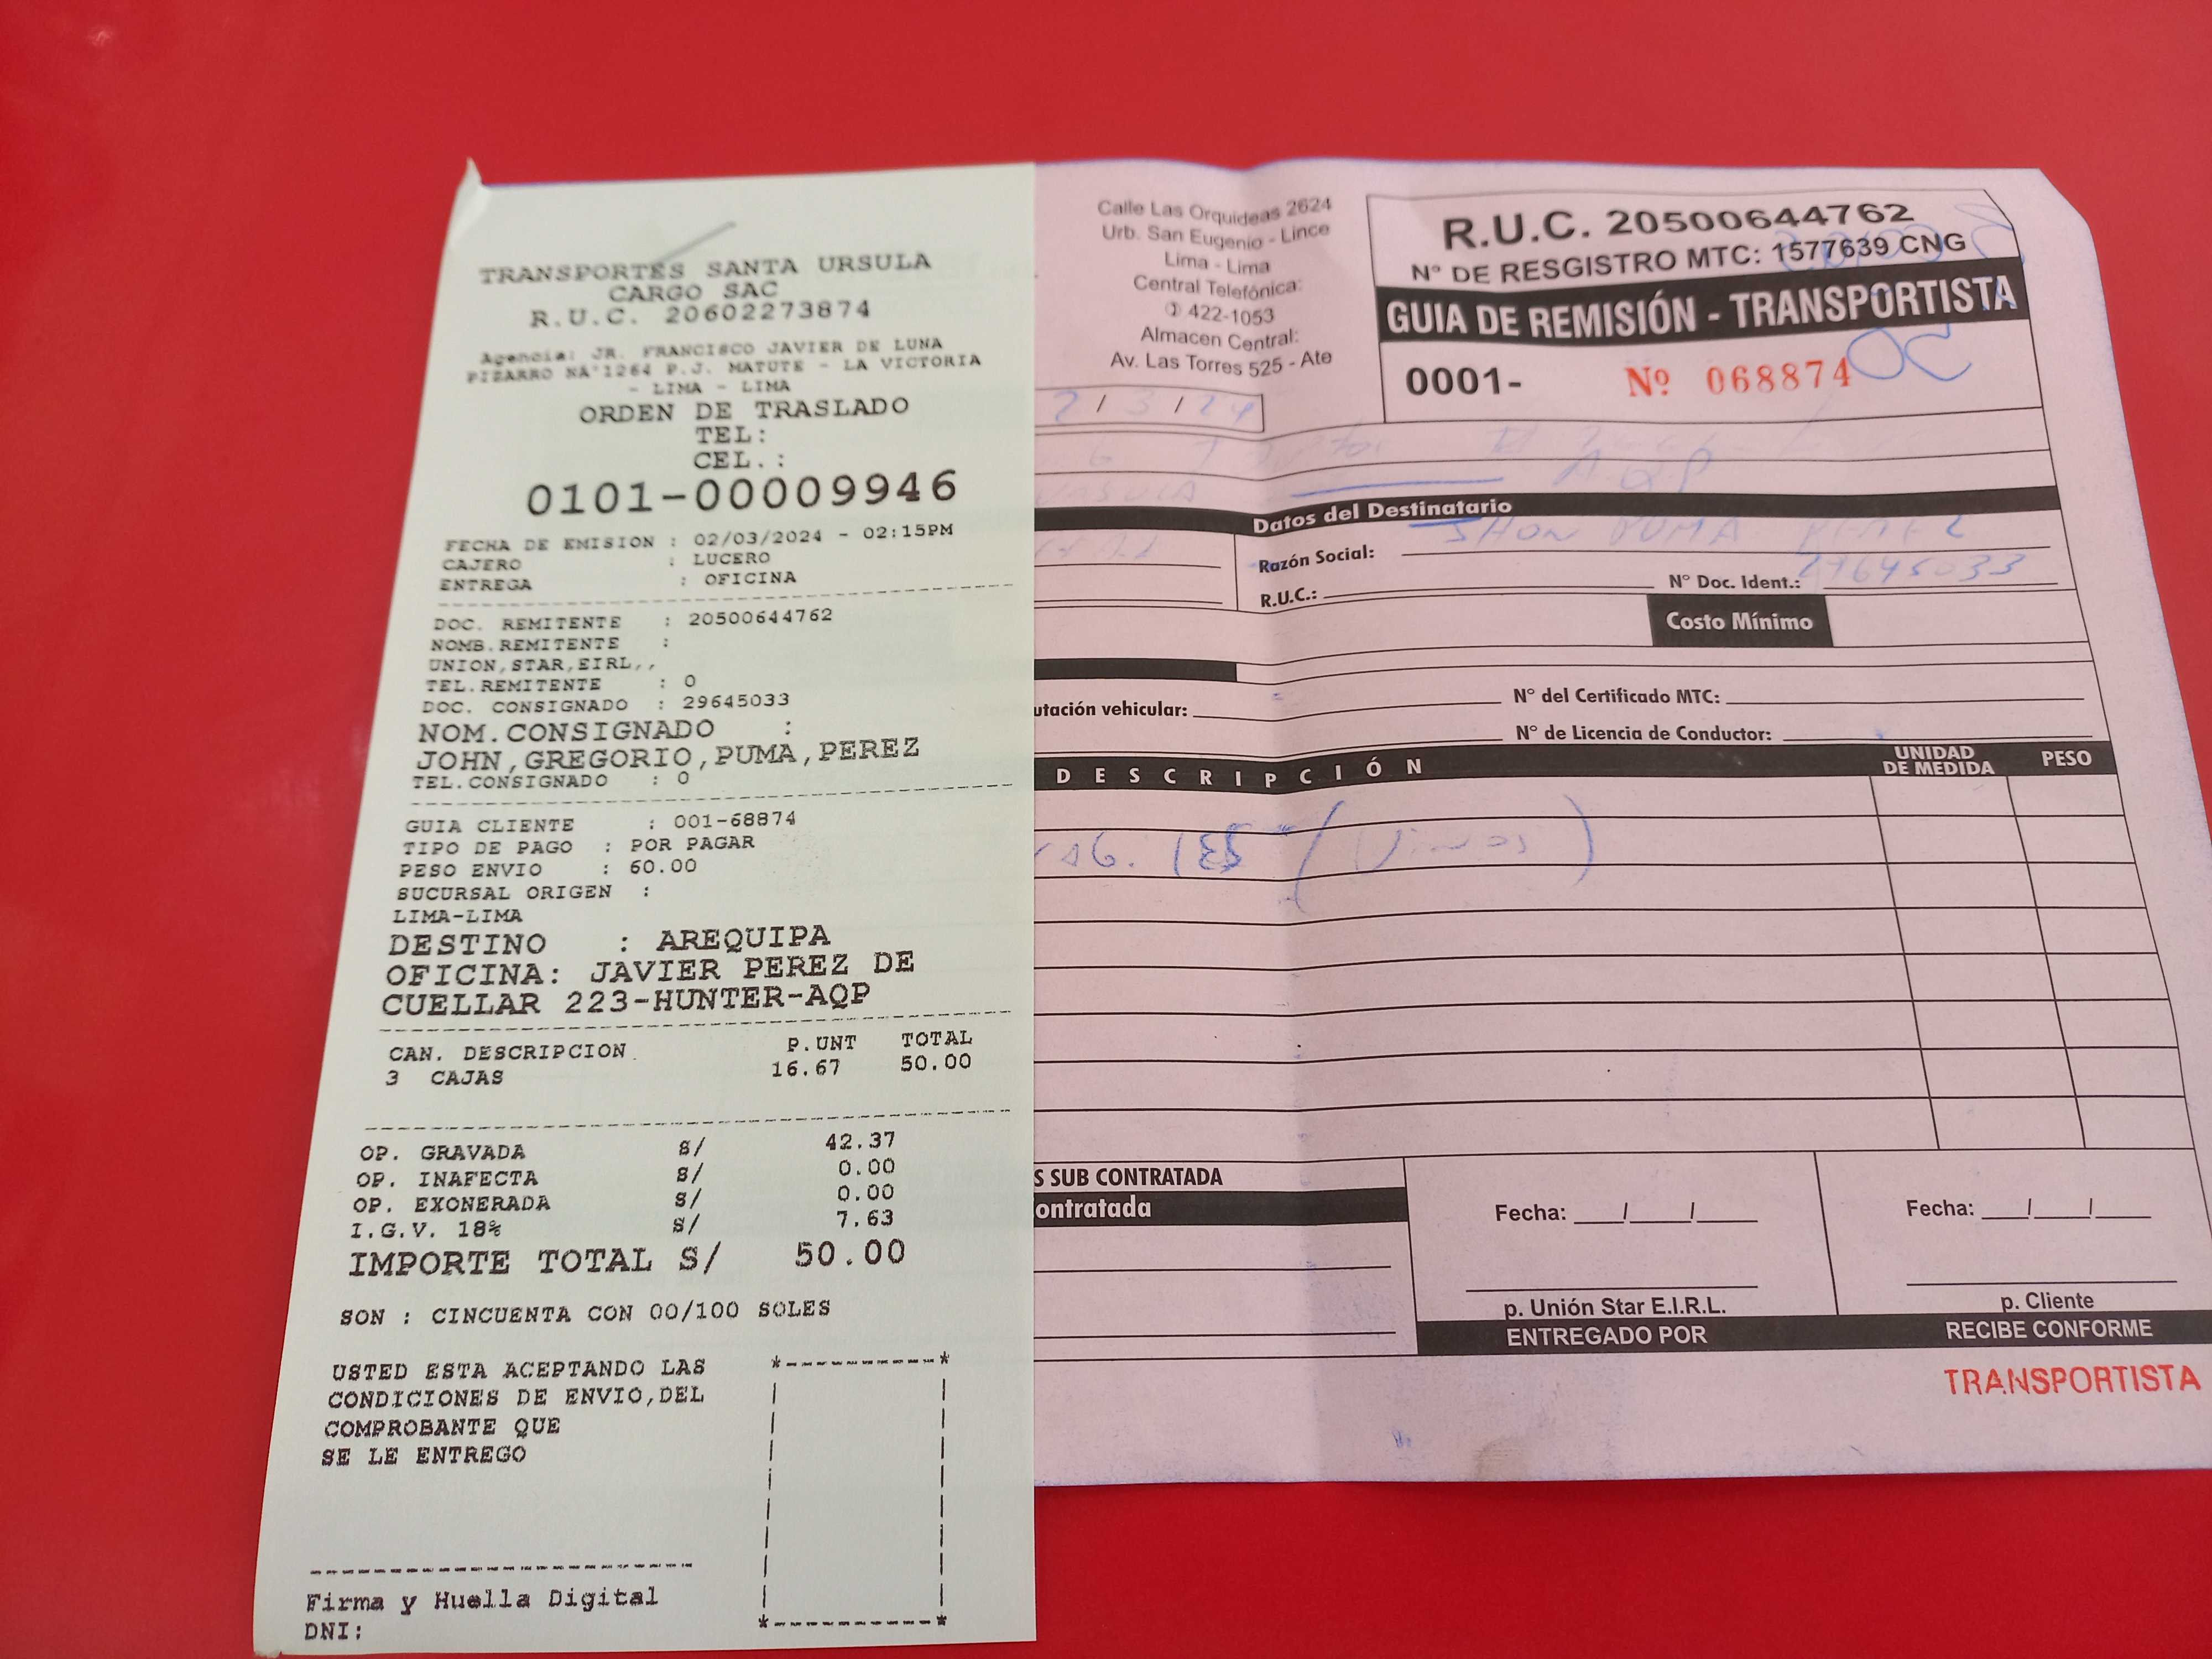 TRANSPORTES SANTA URSULA
CARGO SAC
R.U.C. 20602273874
Agencia: JR. FRANCISCO JAVIER DE LUNA
PIZARRO NA°1264 P.J. MATUTE - LA VICTORIA
- LIMA - LIMA
ORDEN DE TRASLADO
TEL:
CEL.:
0101-00009946
FECHA DE EMISION : 02/03/2024 - 02:15PM
CAJERO : LUCERO
ENTREGA : OFICINA
DOC. REMITENTE : 20500644762
NOMB.REMITENTE :
UNION,STAR,EIRL,,
TEL.REMITENTE : 0
DOC. CONSIGNADO : 29645033
NOM.CONSIGNADO :
JOHN,GREGORIO,PUMA,PEREZ
TEL.CONSIGNADO : 0
GUIA CLIENTE : 001-68874
TIPO DE PAGO : POR PAGAR
PESO ENVIO : 60.00
SUCURSAL ORIGEN :
LIMA-LIMA
DESTINO : AREQUIPA
OFICINA: JAVIER PEREZ DE
CUELLAR 223-HUNTER-AQP
CAN. DESCRIPCION P.UNT TOTAL
3 CAJAS 16.67 50.00
OP. GRAVADA S/ 42.37
OP. INAFECTA S/ 0.00
OP. EXONERADA S/ 0.00
I.G.V. 18% S/ 7.63
IMPORTE TOTAL S/ 50.00
SON : CINCUENTA CON 00/100 SOLES
USTED ESTA ACEPTANDO LAS
CONDICIONES DE ENVIO,DEL
COMPROBANTE QUE
SE LE ENTREGO
Firma y Huella Digital
DNI:
Calle Las Orquideas 2624
Urb. San Eugenio - Lince
Lima - Lima
Central Telefónica:
422-1053
Almacen Central:
Av. Las Torres 525 - Ate
R.U.C. 20500644762
N° DE RESGISTRO MTC: 1577639 CNG
GUIA DE REMISIÓN - TRANSPORTISTA
0001- Nº 068874
2/3/24
AQP
Datos del Destinatario
Razón Social: JHON PUMA PEREZ
R.U.C.: N° Doc. Ident.: 29645033
Costo Mínimo
utación vehicular: N° del Certificado MTC:
N° de Licencia de Conductor:
DESCRIPCIÓN UNIDAD DE MEDIDA PESO
(Vinos)
S SUB CONTRATADA
ontratada
Fecha: / /
Fecha: / /
p. Unión Star E.I.R.L.
p. Cliente
ENTREGADO POR
RECIBE CONFORME
TRANSPORTISTA